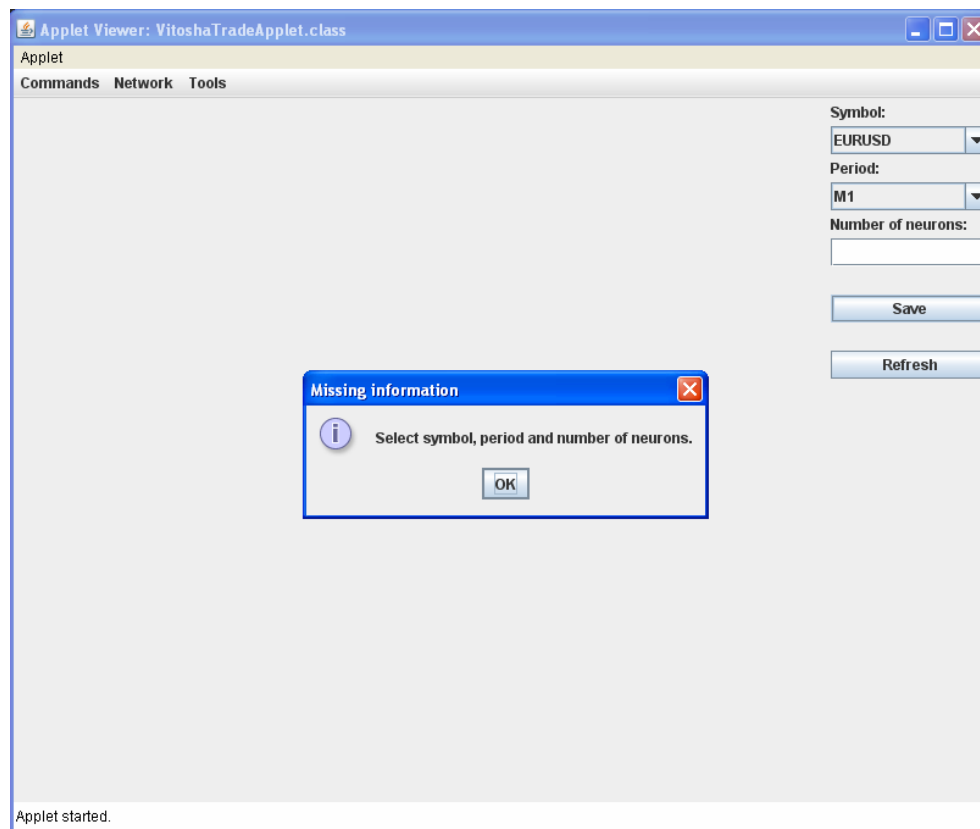 Applet Viewer: VitoshaTradeApplet.class
Applet
Commands Network Tools
Symbol:
EURUSD
Period:
M1
Number of neurons:
Save
Refresh
Missing information
Select symbol, period and number of neurons.
OK
Applet started.